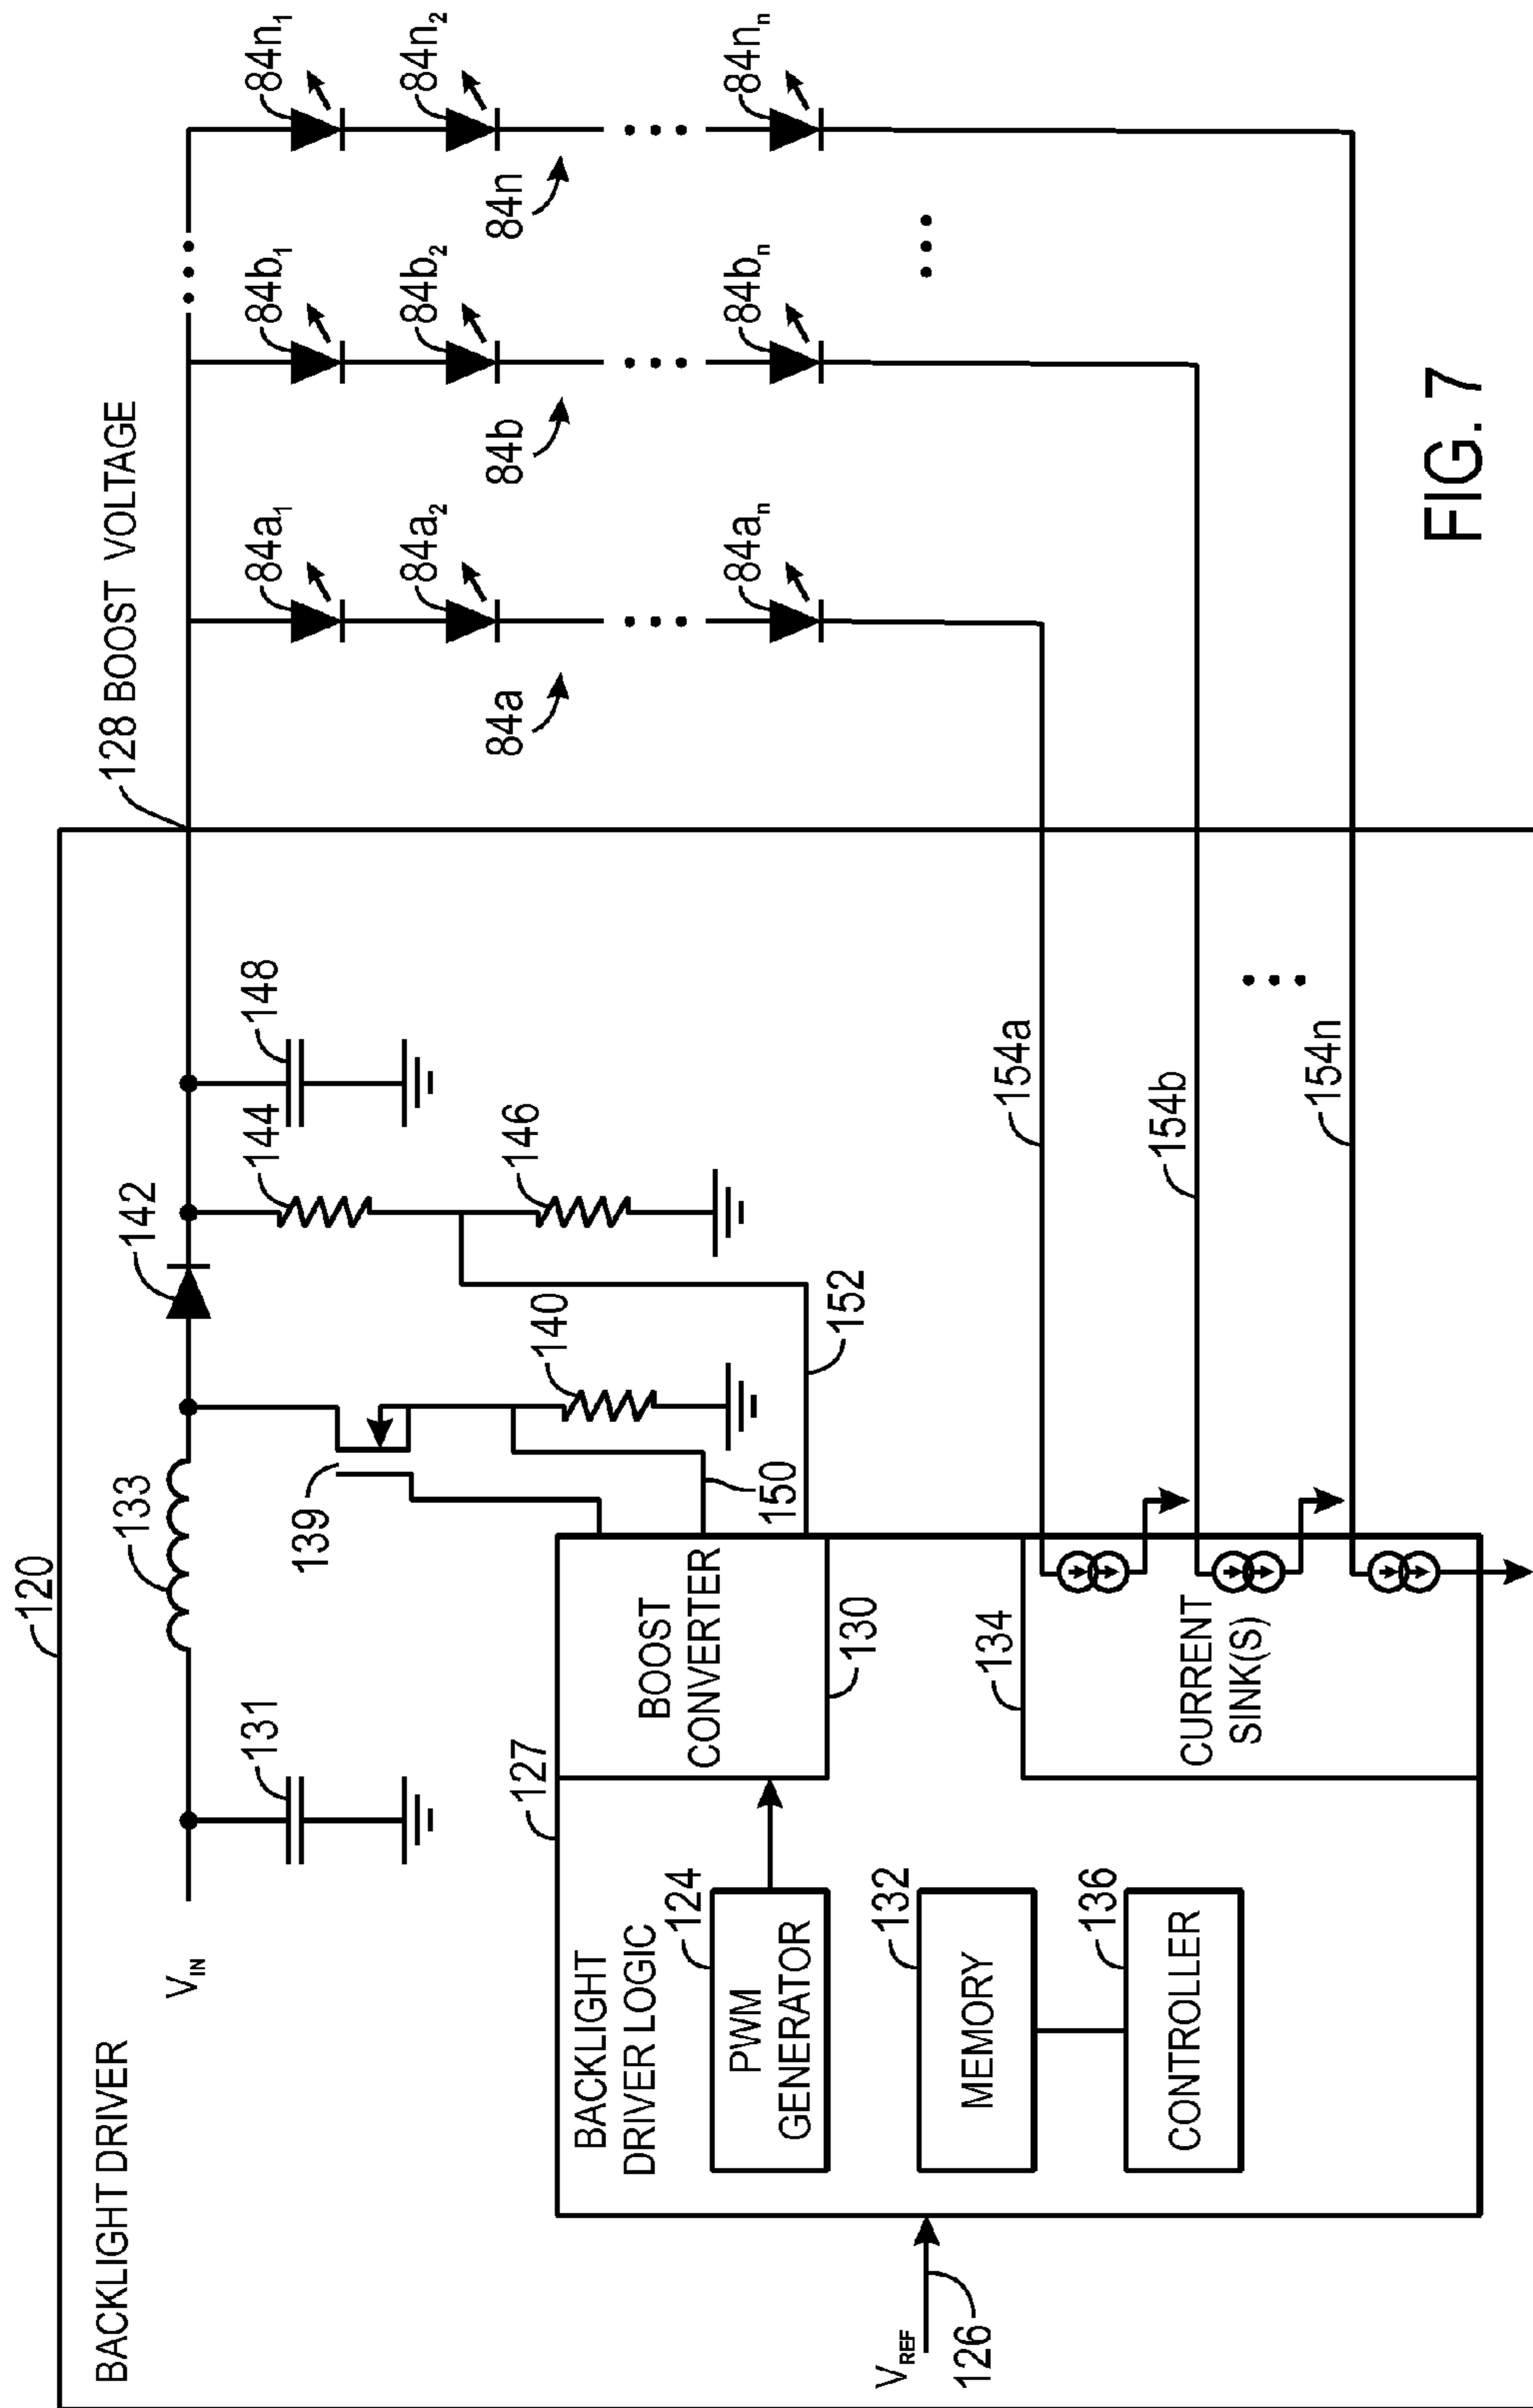 BACKLIGHT DRIVER
120
V_IN
131
133
139
140
142
144
146
148
150
152
128 BOOST VOLTAGE
V_REF
126
127
BACKLIGHT
DRIVER LOGIC
124
PWM
GENERATOR
132
MEMORY
136
CONTROLLER
BOOST
CONVERTER
130
134
CURRENT
SINK(S)
154a
154b
154n
84a₁
84a₂
84aₙ
84a
84b₁
84b₂
84bₙ
84b
84n₁
84n₂
84nₙ
84n
FIG. 7